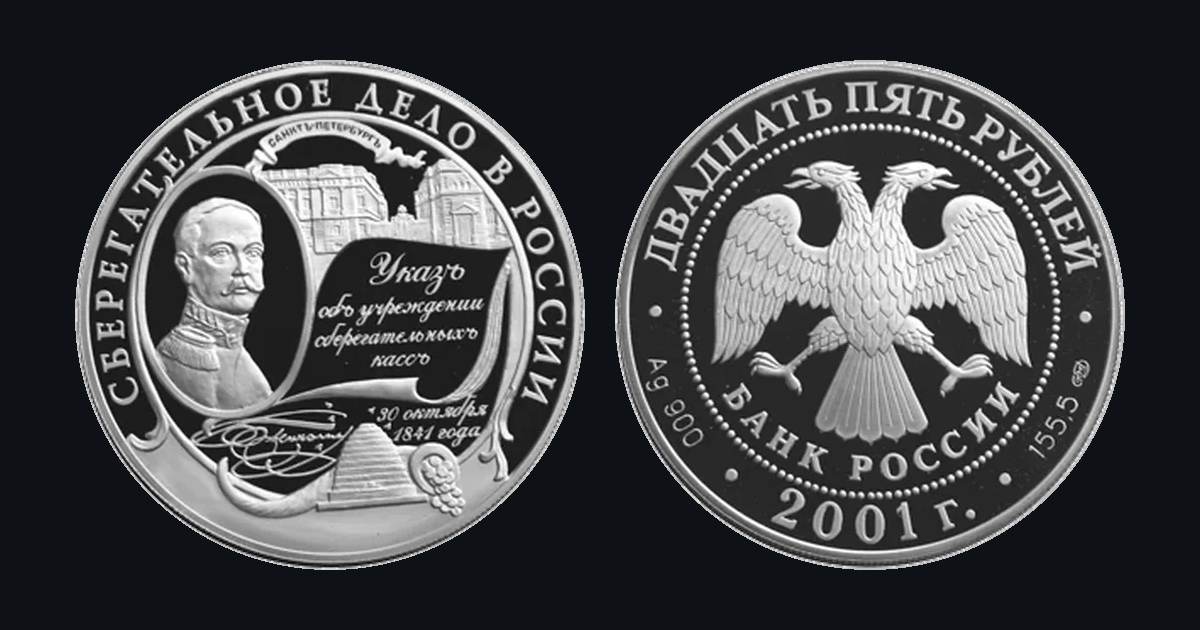 СБЕРЕГАТЕЛЬНОЕ ДЕЛО В РОССИИ
САНКТЪ-ПЕТЕРБУРГЪ
Указъ
объ учреждении
сберегательныхъ
кассъ
30 октября
1841 года
ДВАДЦАТЬ ПЯТЬ РУБЛЕЙ
Ag 900
БАНК РОССИИ
155,5
2001 г.